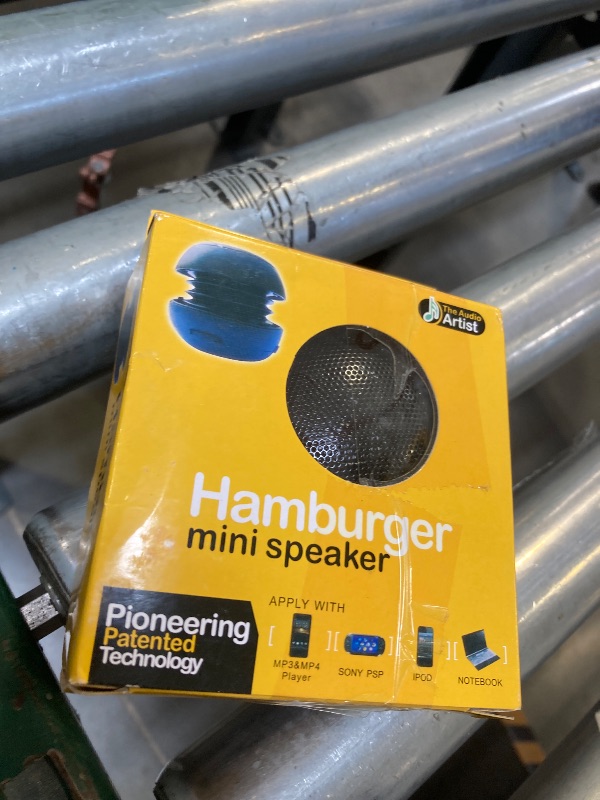 The Audio
Artist
Hamburger
mini speaker
APPLY WITH
Pioneering
Patented
Technology
MP3&MP4
Player
SONY PSP
IPOD
NOTEBOOK